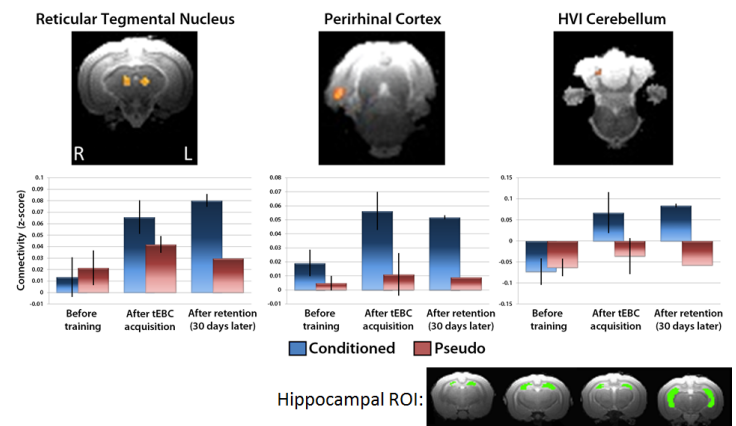 Reticular Tegmental Nucleus
Perirhinal Cortex
HVI Cerebellum
R
L
Connectivity (z-score)
0.1
0.09
0.08
0.07
0.06
0.05
0.04
0.03
0.02
0.01
0
-0.01
Before
training
After tEBC
acquisition
After retention
(30 days later)
0.08
0.07
0.06
0.05
0.04
0.03
0.02
0.01
0
-0.01
Before
training
After tEBC
acquisition
After retention
(30 days later)
0.15
0.1
0.05
0
-0.05
-0.1
-0.15
Before
training
After tEBC
acquisition
After retention
(30 days later)
Conditioned
Pseudo
Hippocampal ROI: